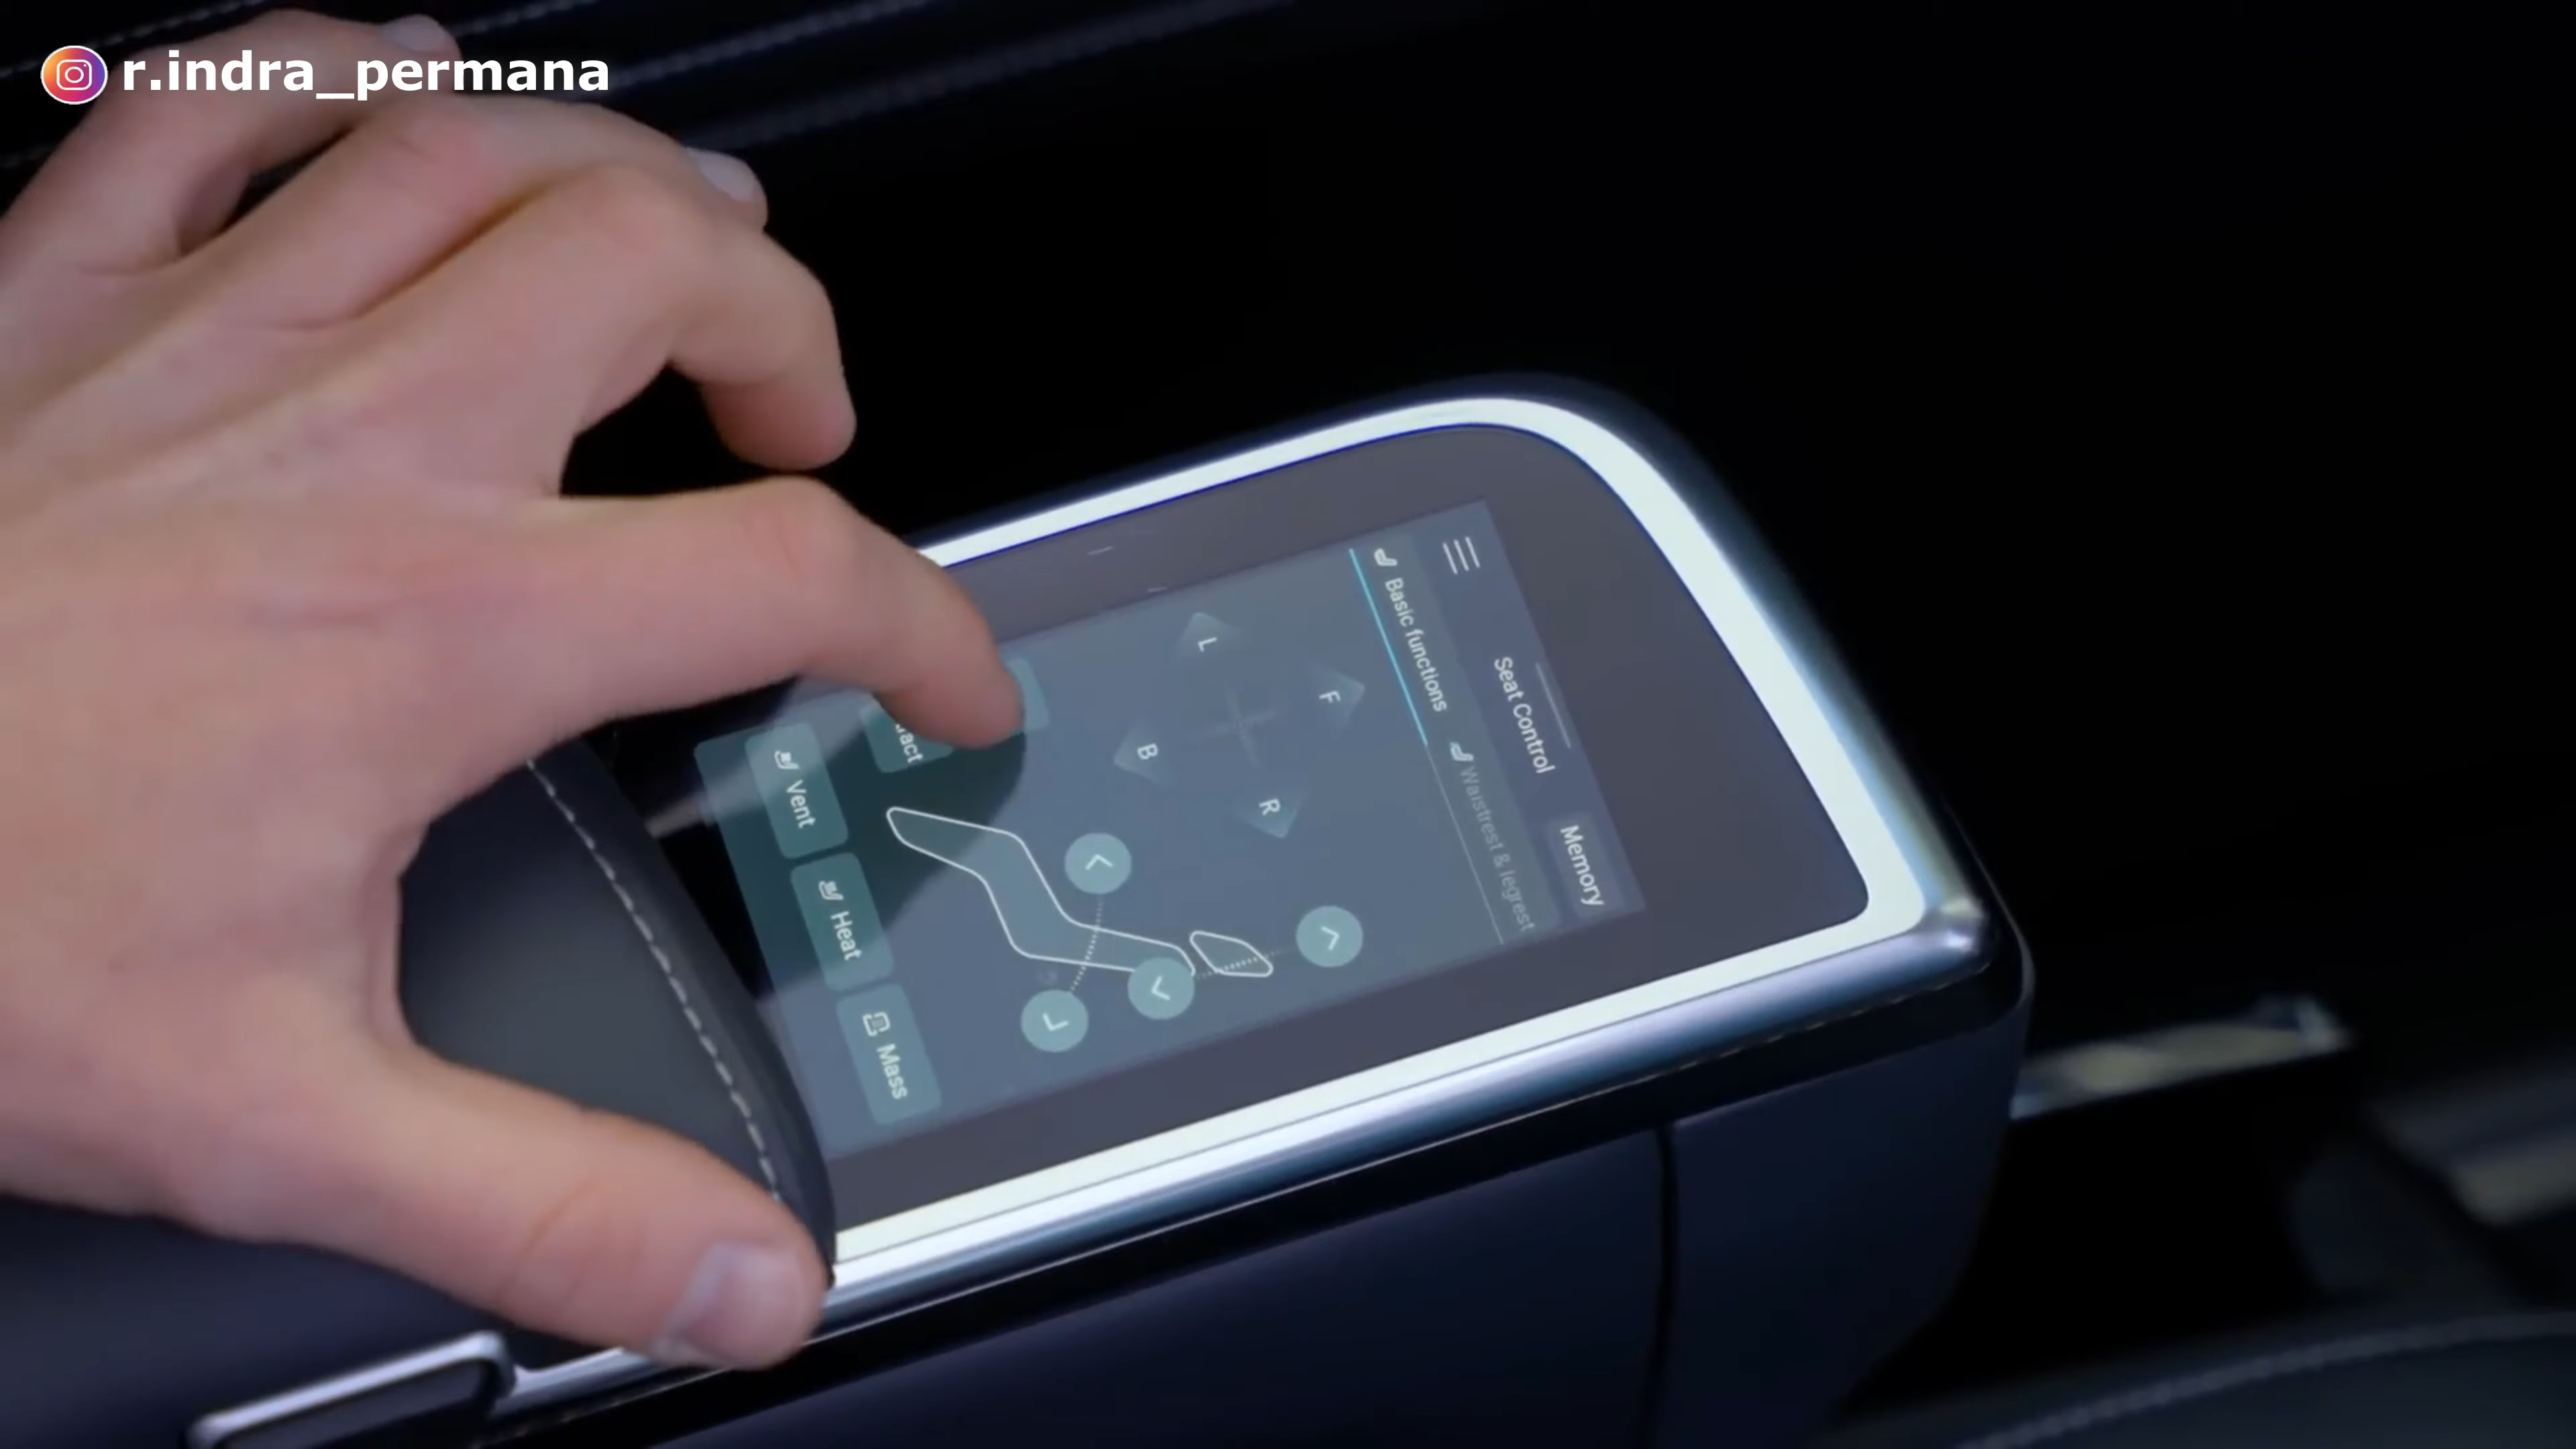 r.indra_permana
Seat Control
Memory
Basic functions
Waistrest & legrest
F
L
R
B
Vent
Heat
Mass